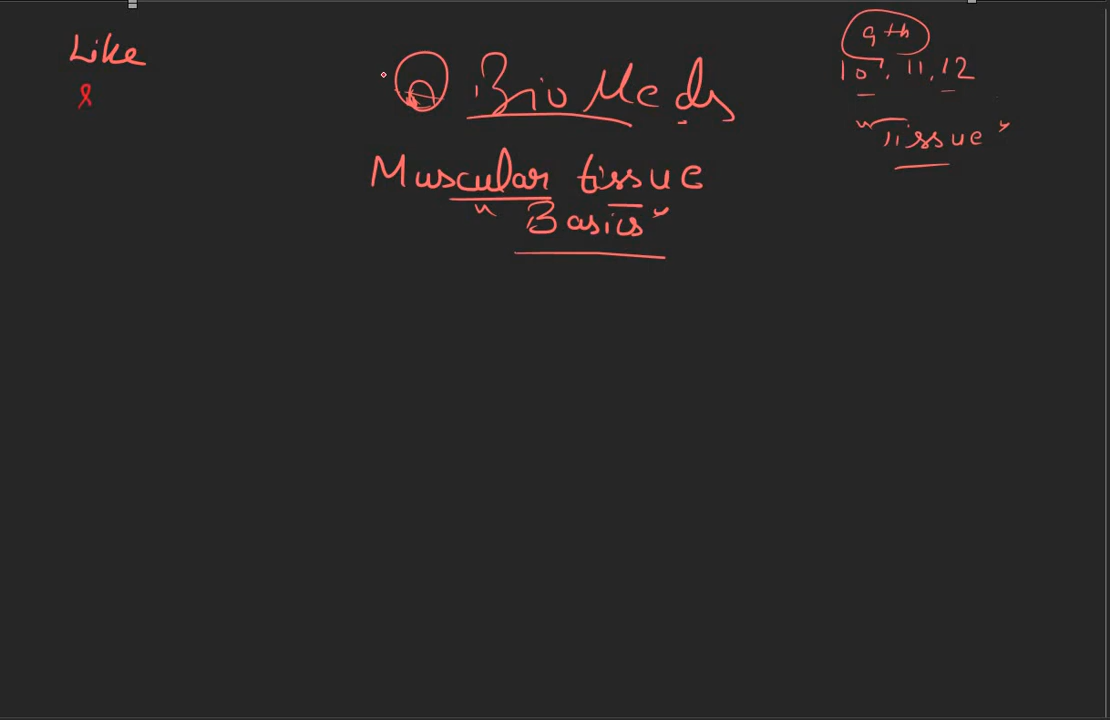 Like
&
@ BioMeds
Muscular tissue
"Basics"
9th
10, 11, 12
"Tissue"